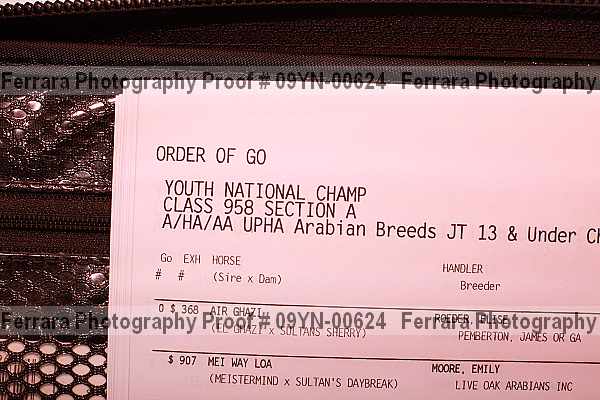 Ferrara Photography Proof # 09YN-00624 Ferrara Photography
ORDER OF GO
YOUTH NATIONAL CHAMP
CLASS 958 SECTION A
A/HA/AA UPHA Arabian Breeds JT 13 & Under Ch
Go EXH HORSE HANDLER
# # (Sire x Dam) Breeder
0 $ 368 AIR GHAZI
Ferrara Photography Proof # 09YN-00624 Ferrara Photography
(EL GHAZI x SULTANS SHERRY) PEMBERTON, JAMES OR GA
$ 907 MEI WAY LOA MOORE, EMILY
(MEISTERMIND x SULTAN'S DAYBREAK) LIVE OAK ARABIANS INC